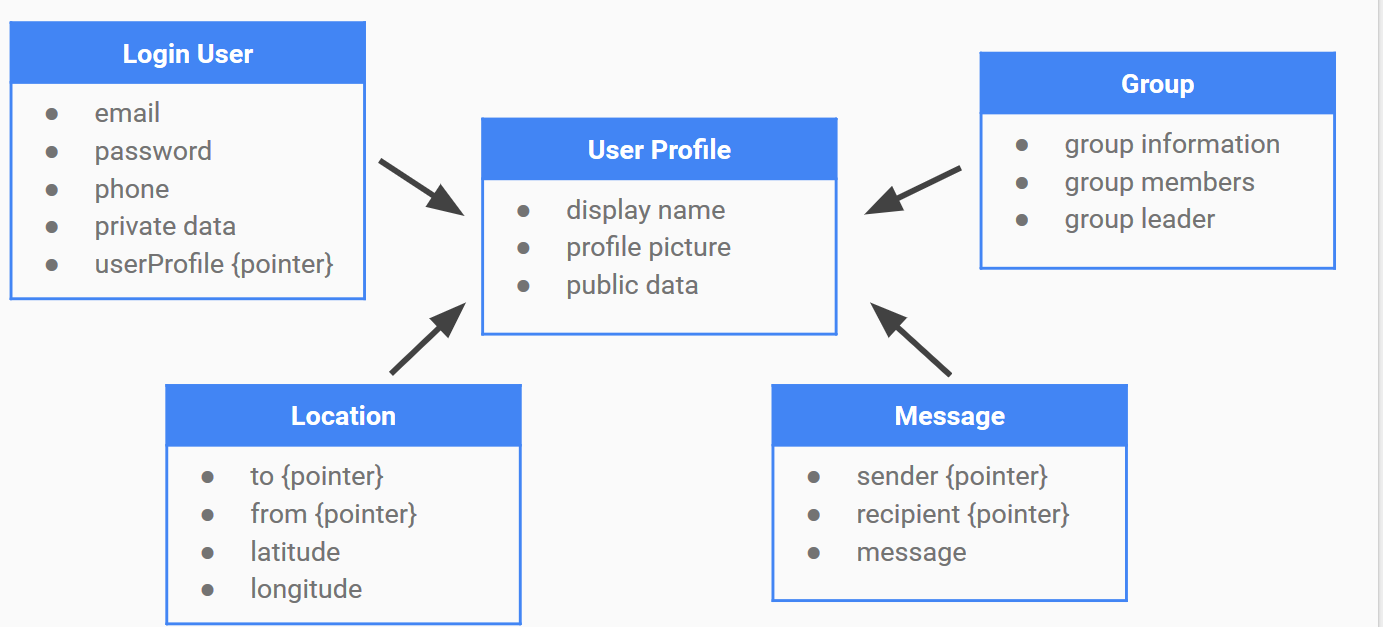 Login User
● email
● password
● phone
● private data
● userProfile {pointer}
User Profile
● display name
● profile picture
● public data
Group
● group information
● group members
● group leader
Location
● to {pointer}
● from {pointer}
● latitude
● longitude
Message
● sender {pointer}
● recipient {pointer}
● message